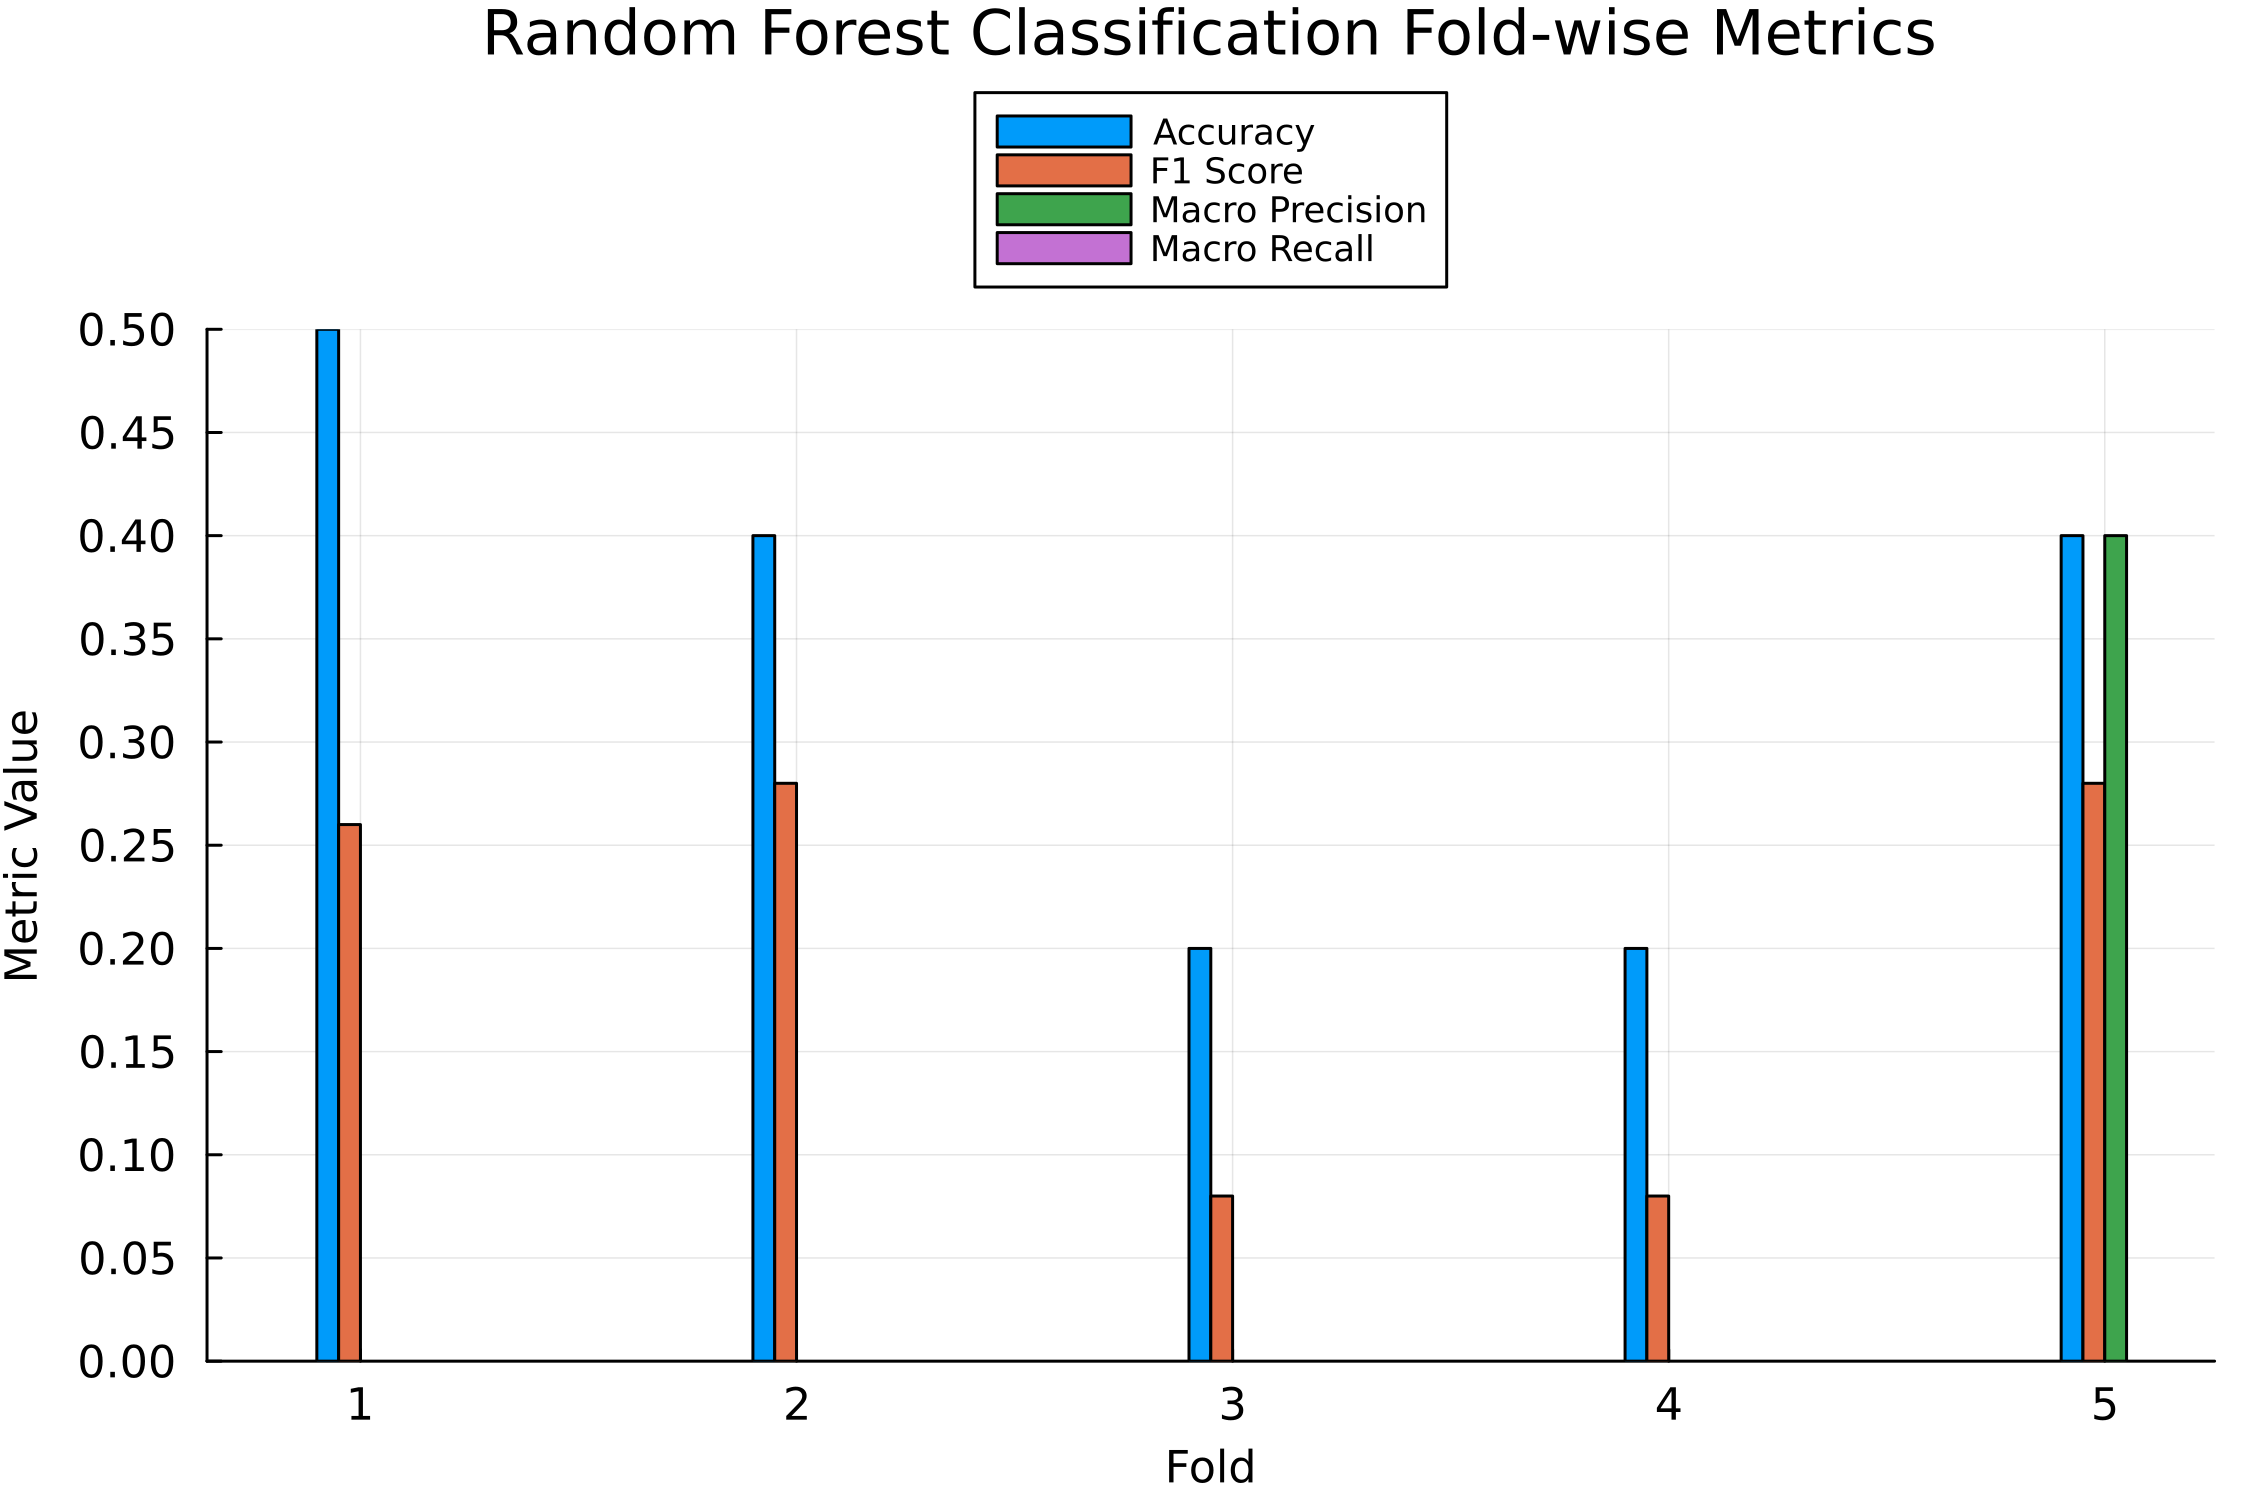 Random Forest Classification Fold-wise Metrics
Accuracy
F1 Score
Macro Precision
Macro Recall
0.50
0.45
0.40
0.35
0.30
0.25
0.20
0.15
0.10
0.05
0.00
Metric Value
1 2 3 4 5
Fold